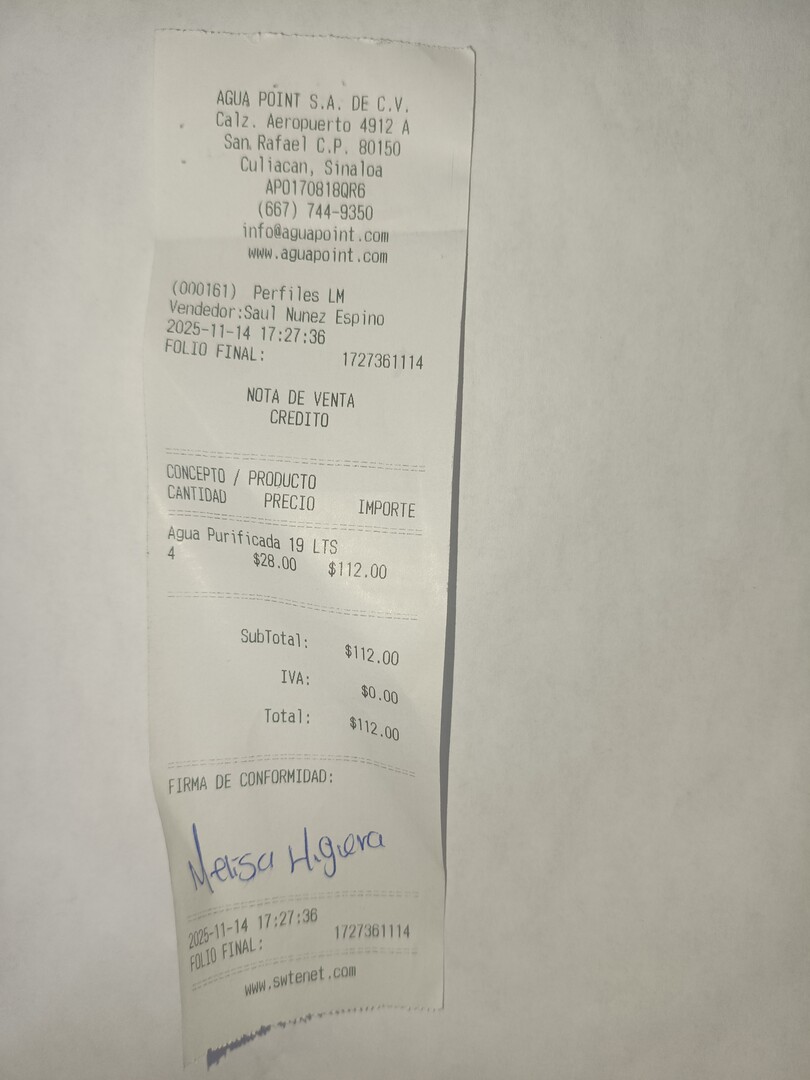 AGUA POINT S.A. DE C.V.
Calz. Aeropuerto 4912 A
San Rafael C.P. 80150
Culiacan, Sinaloa
APO170818QR6
(667) 744-9350
info@aguapoint.com
www.aguapoint.com
(000161) Perfiles LM
Vendedor:Saul Nunez Espino
2025-11-14 17:27:36
FOLIO FINAL: 1727361114
NOTA DE VENTA
CREDITO
CONCEPTO / PRODUCTO
CANTIDAD PRECIO IMPORTE
Agua Purificada 19 LTS
4 $28.00 $112.00
SubTotal: $112.00
IVA: $0.00
Total: $112.00
FIRMA DE CONFORMIDAD:
Melisa Higuera
2025-11-14 17:27:36
FOLIO FINAL: 1727361114
www.swtenet.com